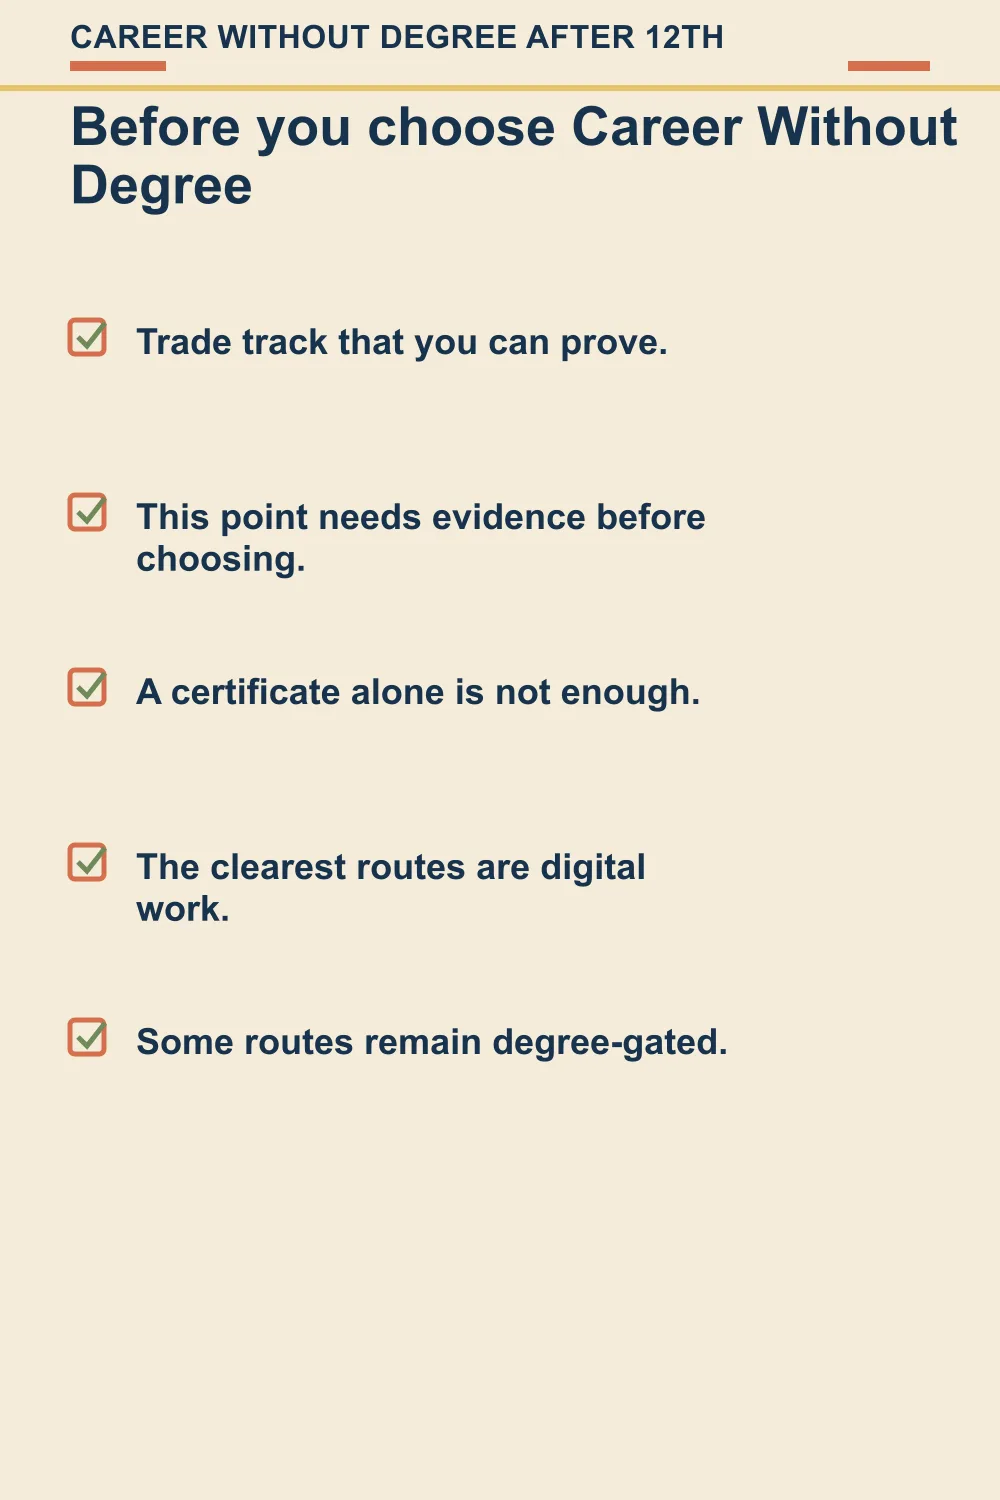 CAREER WITHOUT DEGREE AFTER 12TH
Before you choose Career Without
Degree
Trade track that you can prove.
This point needs evidence before
choosing.
A certificate alone is not enough.
The clearest routes are digital
work.
Some routes remain degree-gated.